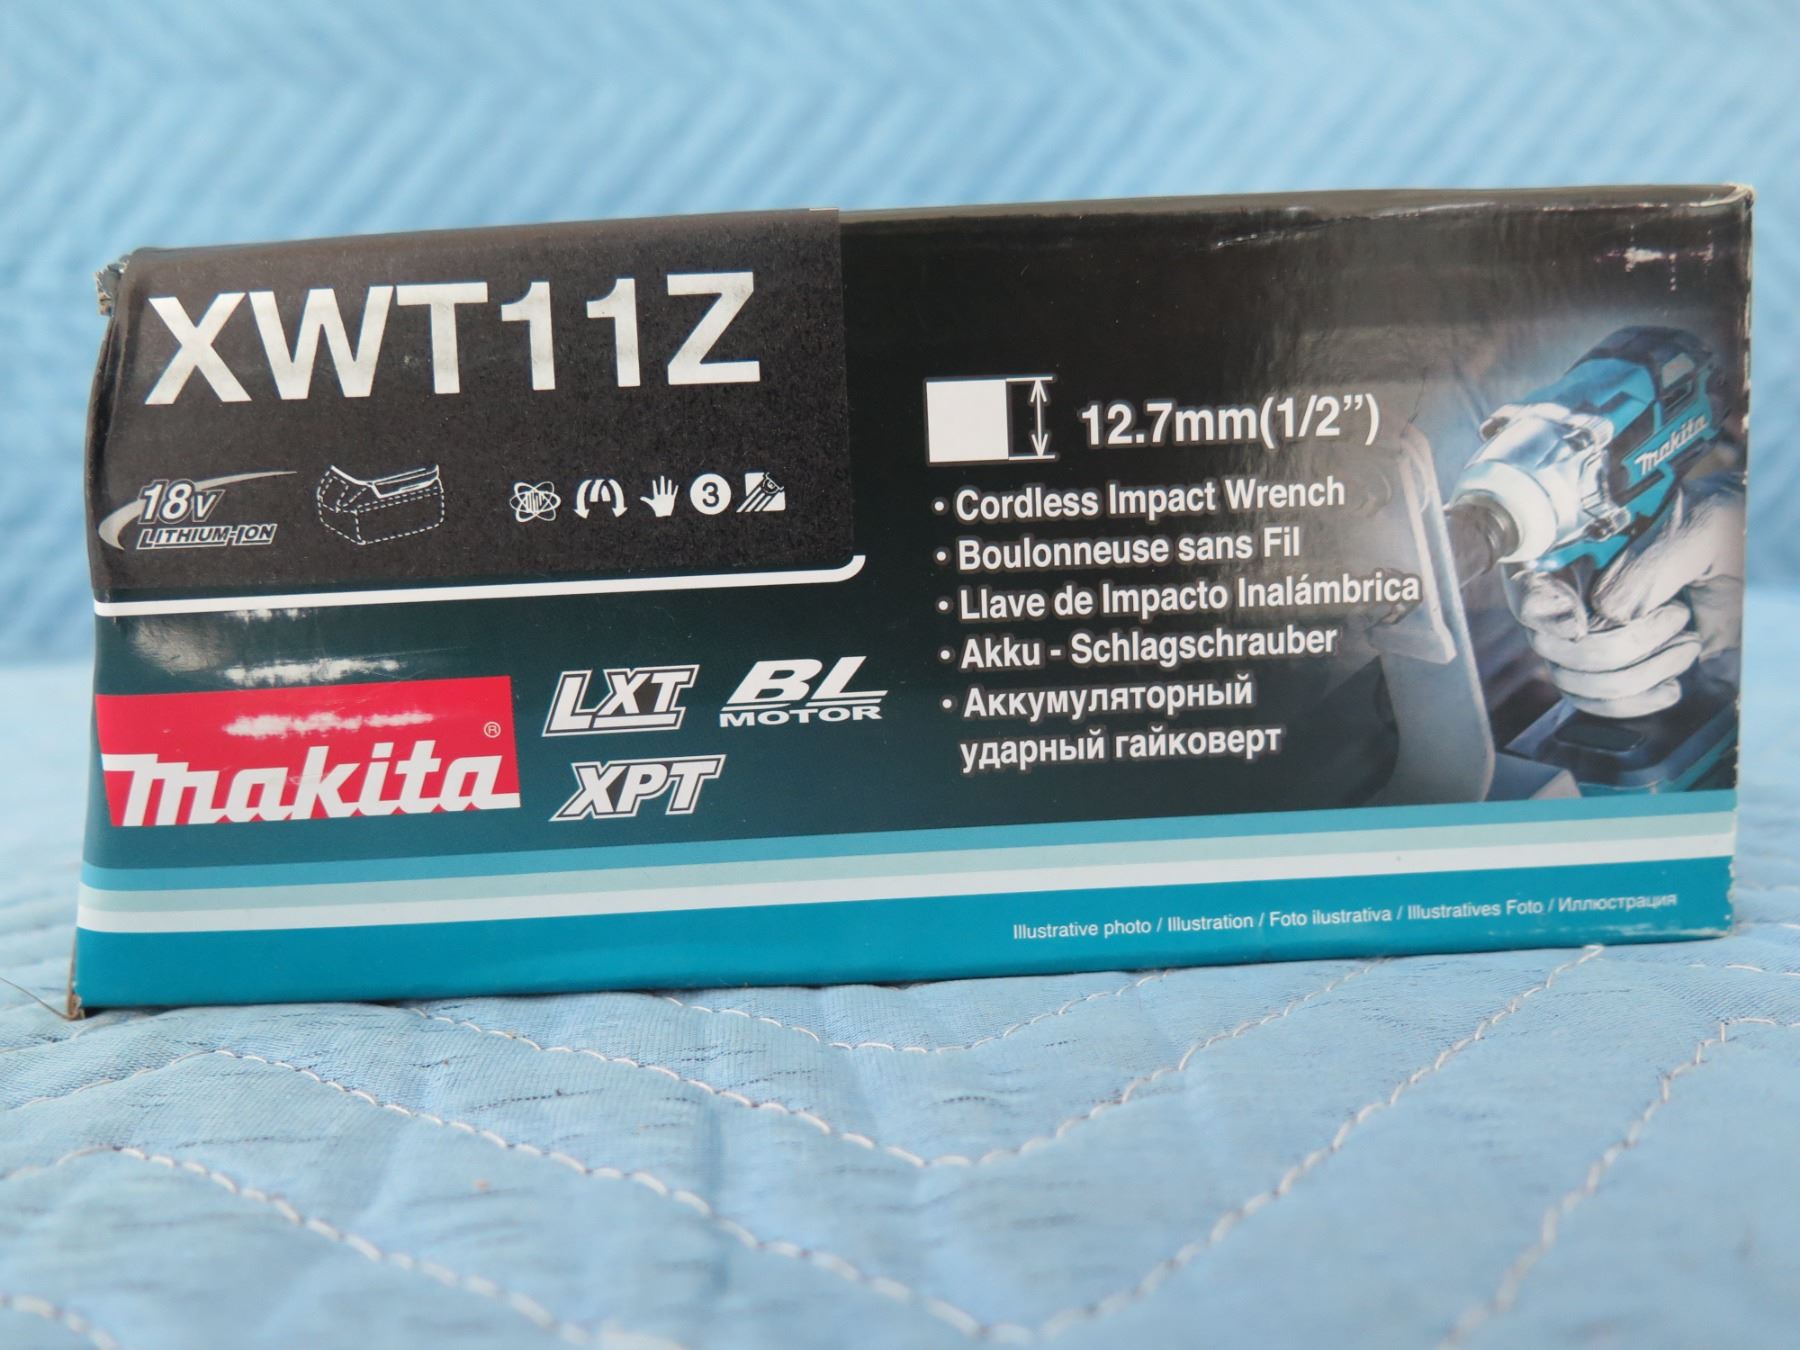 XWT11Z
18V
LITHIUM-ION
3
makita®
LXT
BL
MOTOR
XPT
12.7mm(1/2”)
• Cordless Impact Wrench
• Boulonneuse sans Fil
• Llave de Impacto Inalámbrica
• Akku - Schlagschrauber
• Аккумуляторный
ударный гайковерт
makita
Illustrative photo / Illustration / Foto ilustrativa / Illustratives Foto / Иллюстрация